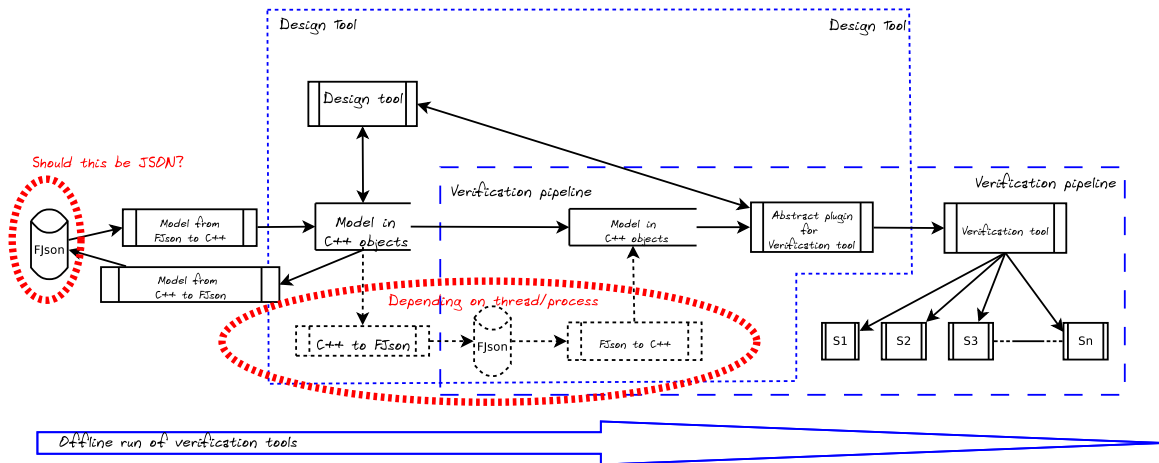 Design Tool
Design Tool
Design tool
Should this be JSON?
Verification pipeline
Verification pipeline
FJson
Model from
FJson to C++
Model in
C++ objects
Model in
C++ objects
Abstract plugin
for
Verification tool
Verification tool
Model from
C++ to FJson
Depending on thread/process
C++ to FJson
FJson
FJson to C++
S1
S2
S3
Sn
Offline run of verification tools